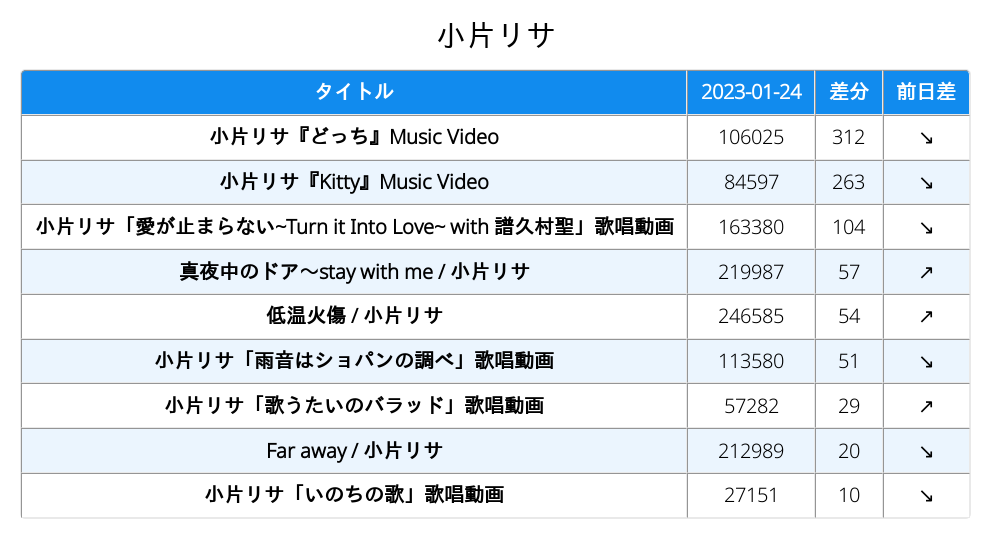 小片リサ
タイトル 2023-01-24 差分 前日差
小片リサ『どっち』Music Video 106025 312 ↘
小片リサ『Kitty』Music Video 84597 263 ↘
小片リサ「愛が止まらない~Turn it Into Love~ with 譜久村聖」歌唱動画 163380 104 ↘
真夜中のドア〜stay with me / 小片リサ 219987 57 ↗
低温火傷 / 小片リサ 246585 54 ↗
小片リサ「雨音はショパンの調べ」歌唱動画 113580 51 ↘
小片リサ「歌うたいのバラッド」歌唱動画 57282 29 ↗
Far away / 小片リサ 212989 20 ↘
小片リサ「いのちの歌」歌唱動画 27151 10 ↘